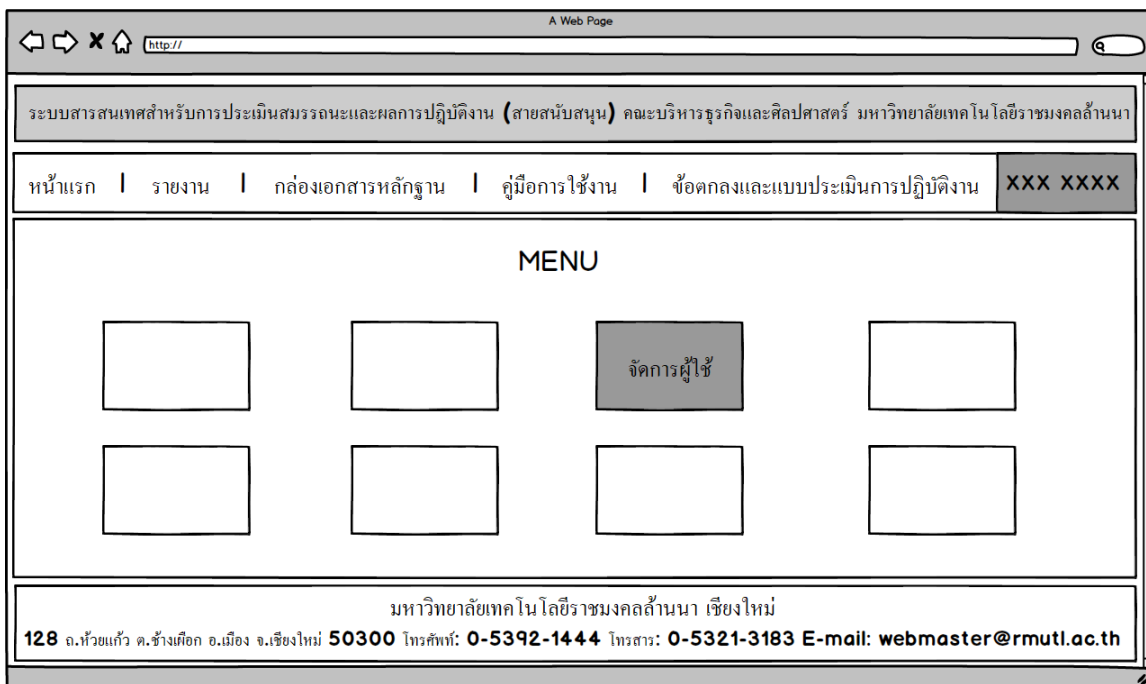 A Web Page
http://
ระบบสารสนเทศสำหรับการประเมินสมรรถนะและผลการปฏิบัติงาน (สายสนับสนุน) คณะบริหารธุรกิจและศิลปศาสตร์ มหาวิทยาลัยเทคโนโลยีราชมงคลล้านนา
หน้าแรก | รายงาน | กล่องเอกสารหลักฐาน | คู่มือการใช้งาน | ข้อตกลงและแบบประเมินการปฏิบัติงาน XXX XXXX
MENU
จัดการผู้ใช้
มหาวิทยาลัยเทคโนโลยีราชมงคลล้านนา เชียงใหม่
128 ถ.ห้วยแก้ว ต.ช้างเผือก อ.เมือง จ.เชียงใหม่ 50300 โทรศัพท์: 0-5392-1444 โทรสาร: 0-5321-3183 E-mail: webmaster@rmutl.ac.th